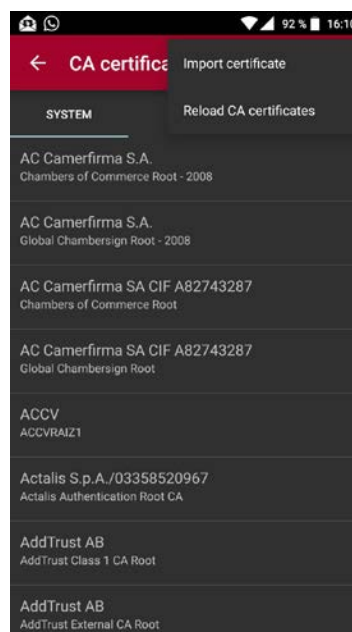 92 % 16:10
CA certifica
Import certificate
Reload CA certificates
SYSTEM
AC Camerfirma S.A.
Chambers of Commerce Root - 2008
AC Camerfirma S.A.
Global Chambersign Root - 2008
AC Camerfirma SA CIF A82743287
Chambers of Commerce Root
AC Camerfirma SA CIF A82743287
Global Chambersign Root
ACCV
ACCVRAIZ1
Actalis S.p.A./03358520967
Actalis Authentication Root CA
AddTrust AB
AddTrust Class 1 CA Root
AddTrust AB
AddTrust External CA Root